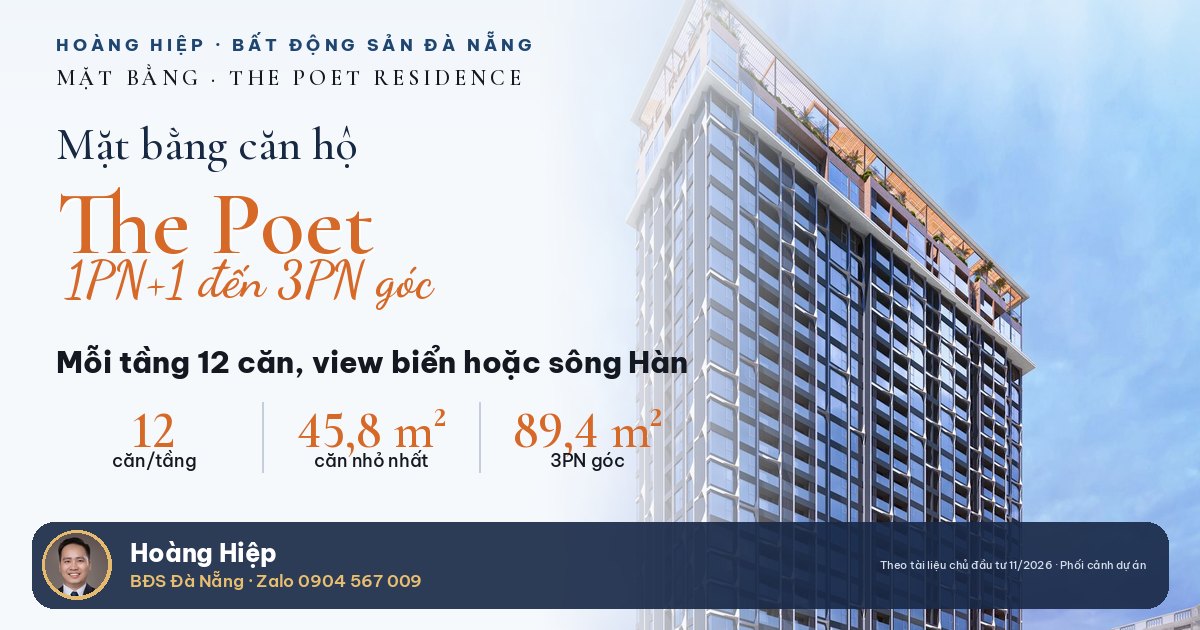 HOÀNG HIỆP · BẤT ĐỘNG SẢN ĐÀ NẴNG
MẶT BẰNG · THE POET RESIDENCE
Mặt bằng căn hộ
The Poet
1PN+1 đến 3PN góc
Mỗi tầng 12 căn, view biển hoặc sông Hàn
12
căn/tầng
45,8 m²
căn nhỏ nhất
89,4 m²
3PN góc
Hoàng Hiệp
BĐS Đà Nẵng · Zalo 0904 567 009
Theo tài liệu chủ đầu tư 11/2026 · Phối cảnh dự án